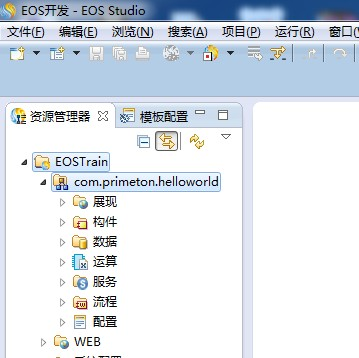 EOS开发 - EOS Studio
文件(F) 编辑(E) 浏览(N) 搜索(A) 项目(P) 运行(R) 窗口
资源管理器 模板配置
EOSTrain
com.primeton.helloworld
展现
构件
数据
运算
服务
流程
配置
WEB